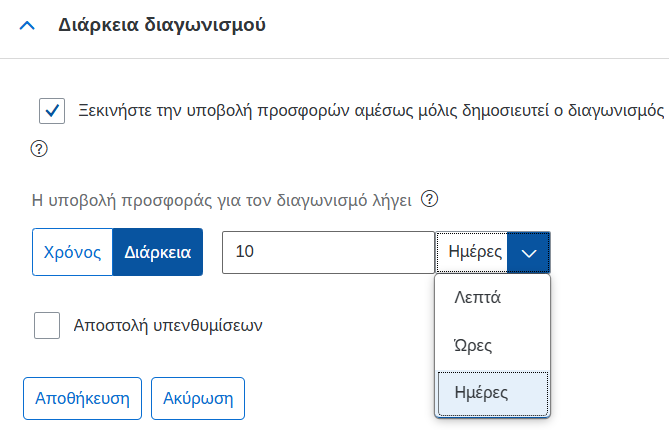 Διάρκεια διαγωνισμού
Ξεκινήστε την υποβολή προσφορών αμέσως μόλις δημοσιευτεί ο διαγωνισμός
?
Η υποβολή προσφοράς για τον διαγωνισμό λήγει ?
Χρόνος Διάρκεια 10 Ημέρες
Λεπτά
Αποστολή υπενθυμίσεων
Ώρες
Ημέρες
Αποθήκευση Ακύρωση